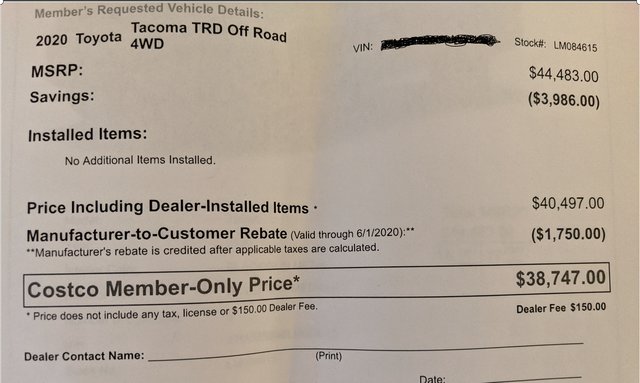 Member's Requested Vehicle Details:
2020 Toyota Tacoma TRD Off Road 4WD VIN: Stock#: LM084615
MSRP: $44,483.00
Savings: ($3,986.00)
Installed Items:
No Additional Items Installed.
Price Including Dealer-Installed Items * $40,497.00
Manufacturer-to-Customer Rebate (Valid through 6/1/2020):** ($1,750.00)
**Manufacturer's rebate is credited after applicable taxes are calculated.
Costco Member-Only Price* $38,747.00
* Price does not include any tax, license or $150.00 Dealer Fee. Dealer Fee $150.00
Dealer Contact Name:
(Print)
Date: